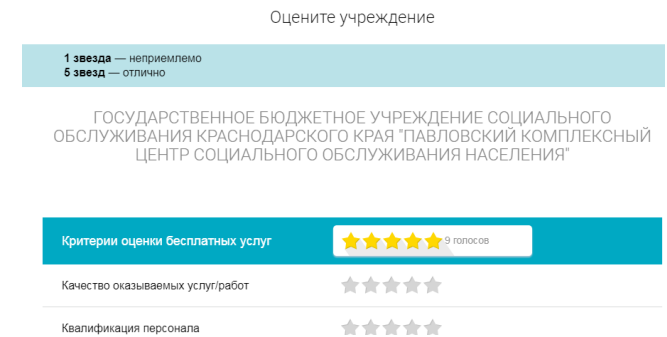 Оцените учреждение
1 звезда — неприемлемо
5 звезд — отлично
ГОСУДАРСТВЕННОЕ БЮДЖЕТНОЕ УЧРЕЖДЕНИЕ СОЦИАЛЬНОГО
ОБСЛУЖИВАНИЯ КРАСНОДАРСКОГО КРАЯ "ПАВЛОВСКИЙ КОМПЛЕКСНЫЙ
ЦЕНТР СОЦИАЛЬНОГО ОБСЛУЖИВАНИЯ НАСЕЛЕНИЯ"
Критерии оценки бесплатных услуг 9 голосов
Качество оказываемых услуг/работ
Квалификация персонала